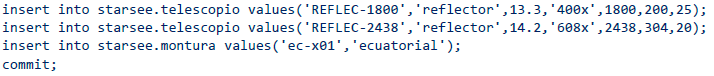 insert into starsee.telescopio values('REFLEC-1800','reflector',13.3,'400x',1800,200,25);
insert into starsee.telescopio values('REFLEC-2438','reflector',14.2,'608x',2438,304,20);
insert into starsee.montura values('ec-x01','ecuatorial');
commit;